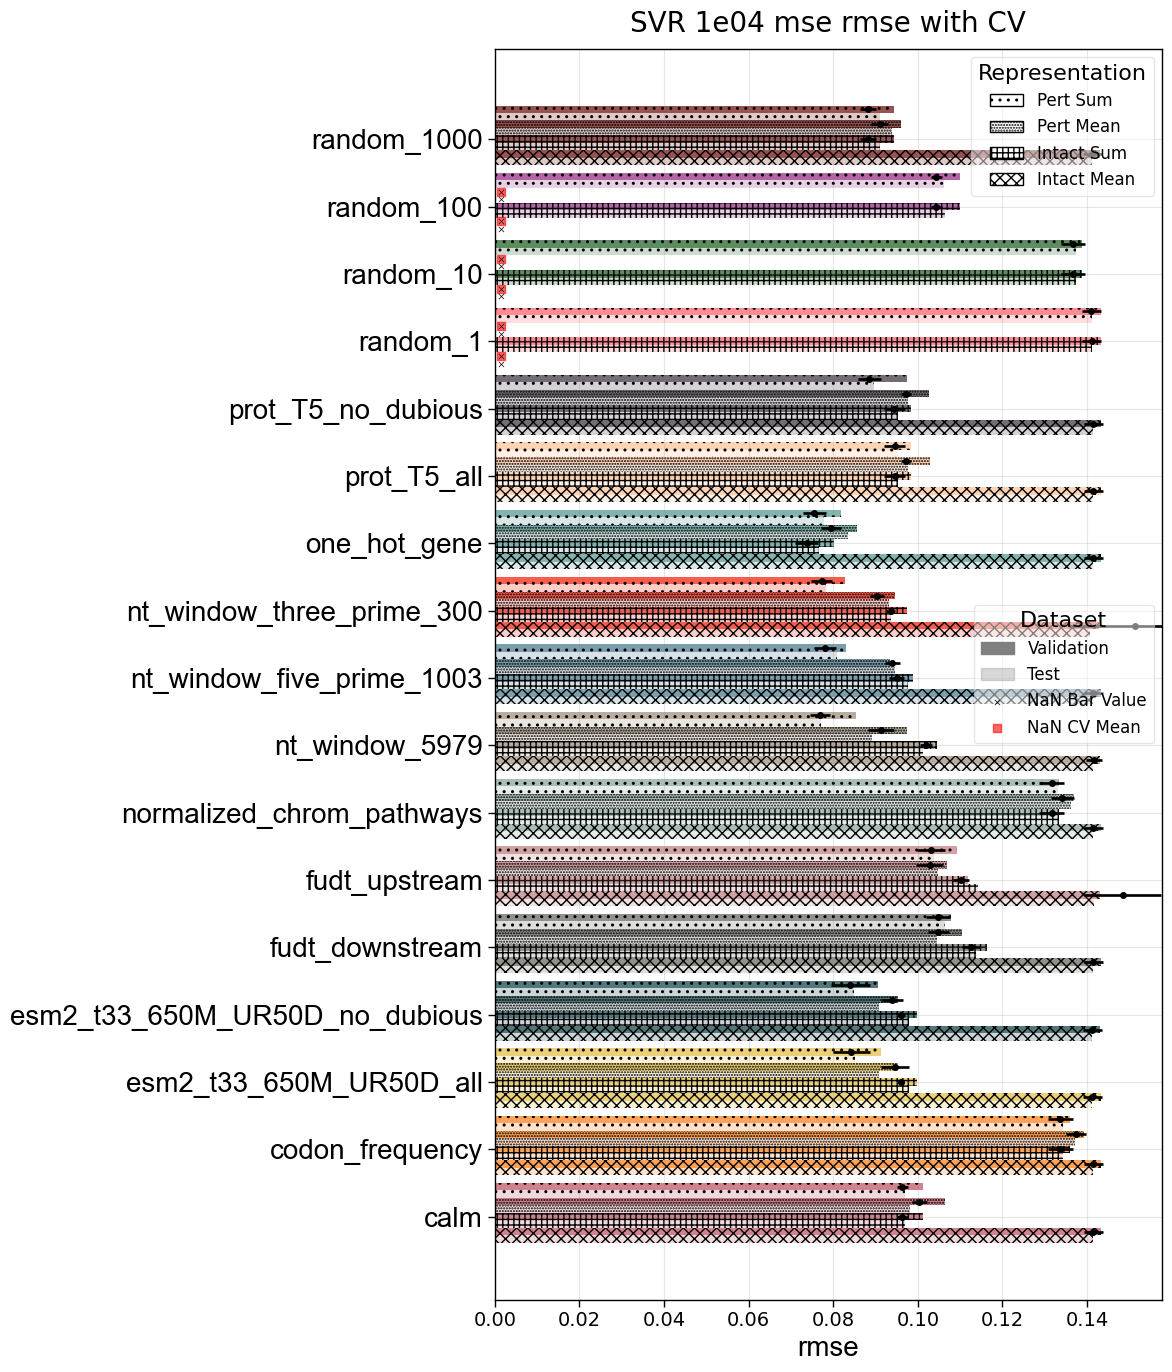 SVR 1e04 mse rmse with CV
Representation
Pert Sum
Pert Mean
Intact Sum
Intact Mean
random_1000
random_100
random_10
random_1
prot_T5_no_dubious
prot_T5_all
one_hot_gene
nt_window_three_prime_300
Dataset
Validation
Test
NaN Bar Value
NaN CV Mean
nt_window_five_prime_1003
nt_window_5979
normalized_chrom_pathways
fudt_upstream
fudt_downstream
esm2_t33_650M_UR50D_no_dubious
esm2_t33_650M_UR50D_all
codon_frequency
calm
0.00 0.02 0.04 0.06 0.08 0.10 0.12 0.14
rmse